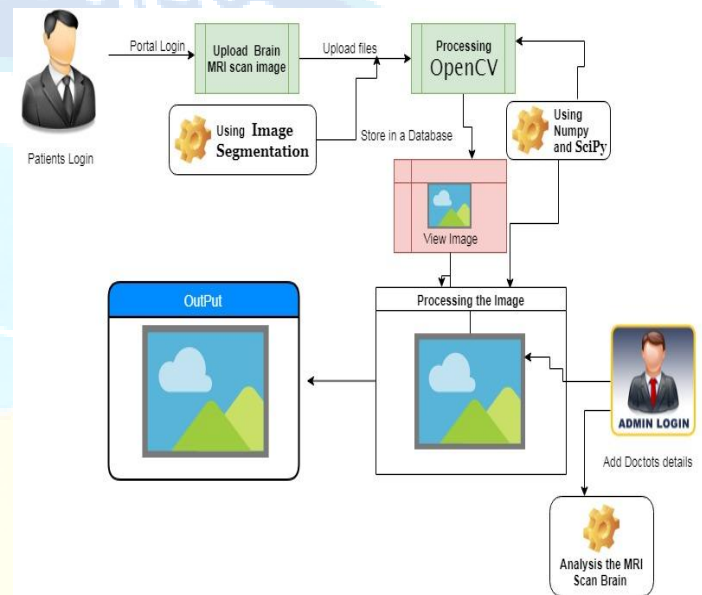 Portal Login
Upload Brain
MRI scan image
Upload files
Processing
OpenCV
Patients Login
Using Image
Segmentation
Store in a Database
Using
Numpy
and SciPy
View Image
OutPut
Processing the Image
ADMIN LOGIN
Add Doctots details
Analysis the MRI
Scan Brain